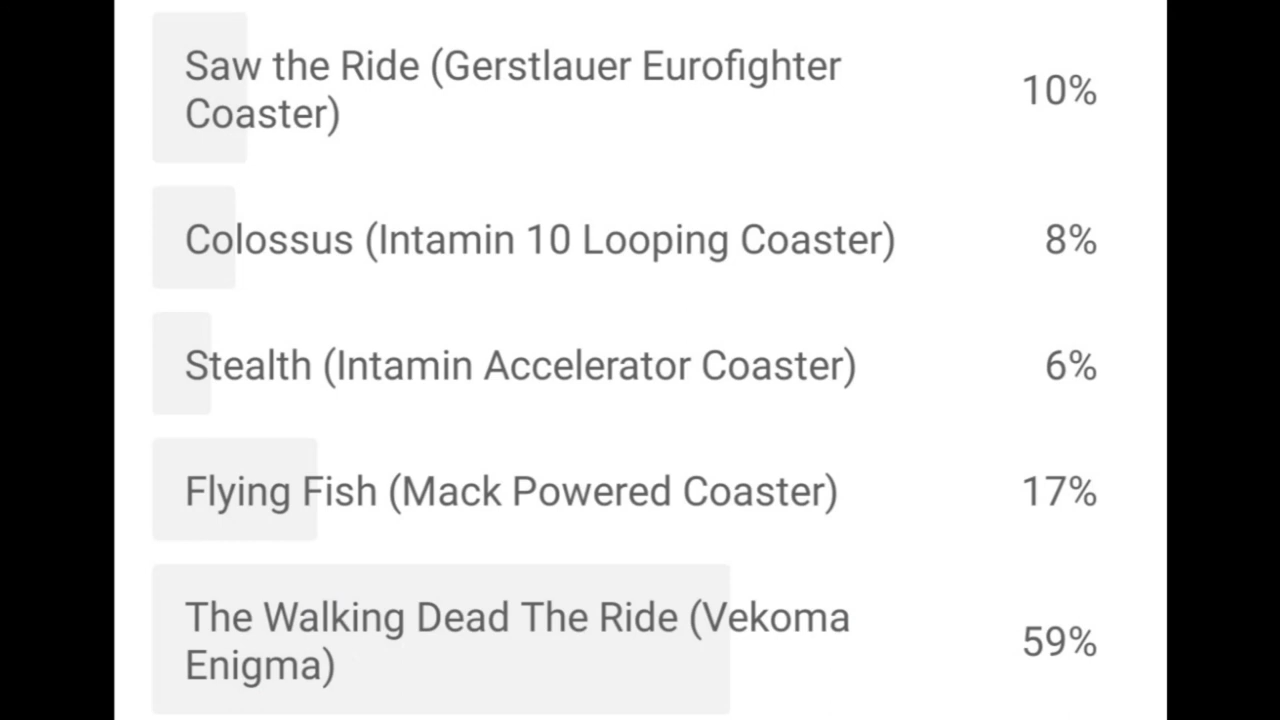 Saw the Ride (Gerstlauer Eurofighter
Coaster)
10%
Colossus (Intamin 10 Looping Coaster)
8%
Stealth (Intamin Accelerator Coaster)
6%
Flying Fish (Mack Powered Coaster)
17%
The Walking Dead The Ride (Vekoma
Enigma)
59%